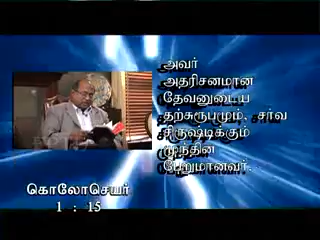 அவர்
அதரிசனமான
தேவனுடைய
தற்சுரூபமும், சர்வ
சிருஷ்டிக்கும்
முந்தின
பேறுமானவர்.
கொலோசெயர்
1 : 15